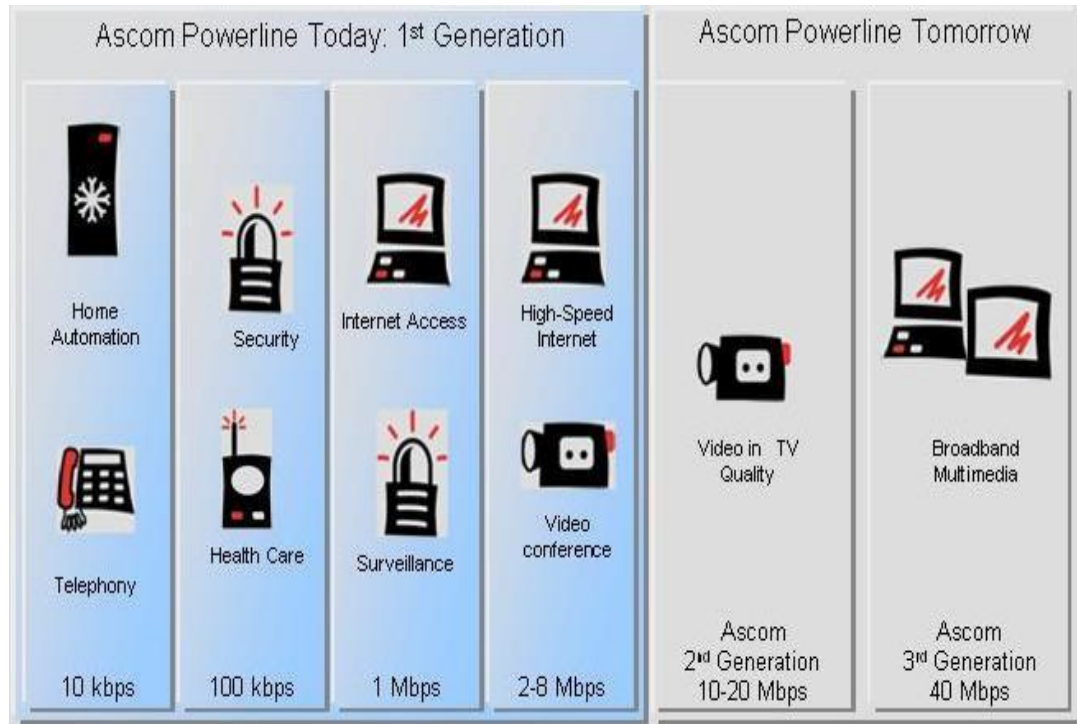 Ascom Powerline Today: 1st Generation
Ascom Powerline Tomorrow
Home
Automation
Telephony
10 kbps
Security
Health Care
100 kbps
Internet Access
Surveillance
1 Mbps
High-Speed
Internet
Video
conference
2-8 Mbps
Video in TV
Quality
Ascom
2nd Generation
10-20 Mbps
Broadband
Multimedia
Ascom
3rd Generation
40 Mbps